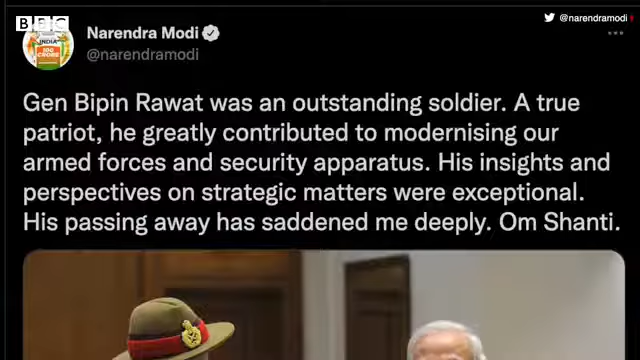 BBC
@narendramodi
Narendra Modi
@narendramodi
INDIA
Gen Bipin Rawat was an outstanding soldier. A true
patriot, he greatly contributed to modernising our
armed forces and security apparatus. His insights and
perspectives on strategic matters were exceptional.
His passing away has saddened me deeply. Om Shanti.